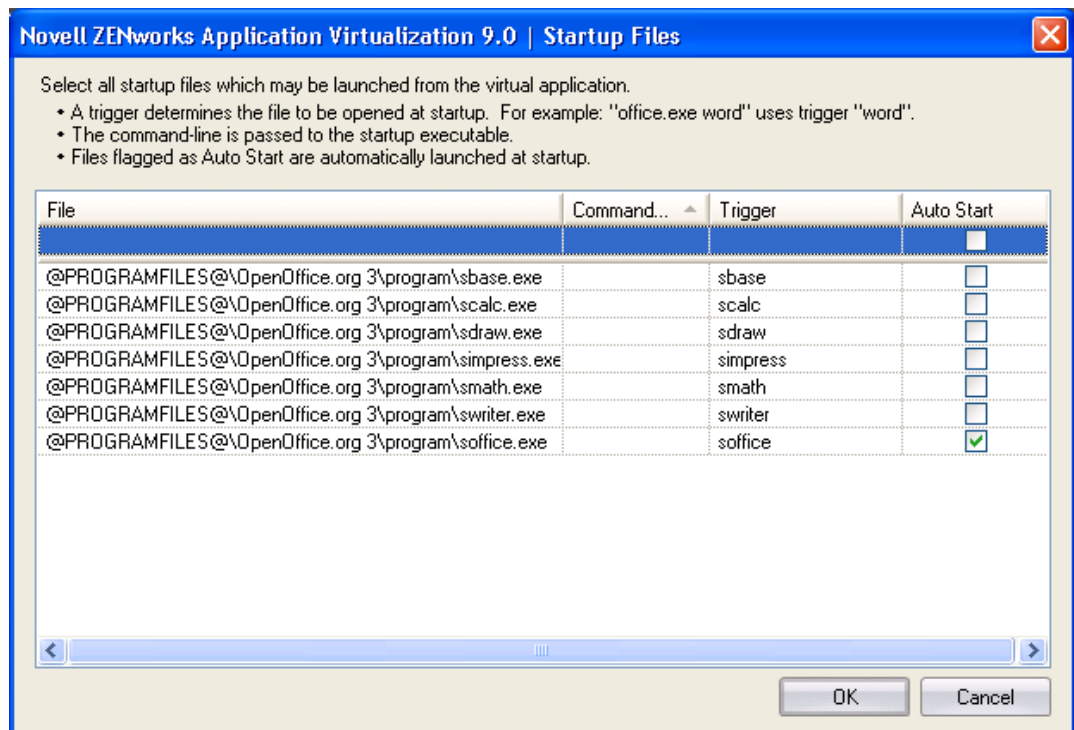 Novell ZENworks Application Virtualization 9.0 | Startup Files
Select all startup files which may be launched from the virtual application.
• A trigger determines the file to be opened at startup. For example: "office.exe word" uses trigger "word".
• The command-line is passed to the startup executable.
• Files flagged as Auto Start are automatically launched at startup.
File Command... Trigger Auto Start
@PROGRAMFILES@\OpenOffice.org 3\program\sbase.exe sbase
@PROGRAMFILES@\OpenOffice.org 3\program\scalc.exe scalc
@PROGRAMFILES@\OpenOffice.org 3\program\sdraw.exe sdraw
@PROGRAMFILES@\OpenOffice.org 3\program\simpress.exe simpress
@PROGRAMFILES@\OpenOffice.org 3\program\smath.exe smath
@PROGRAMFILES@\OpenOffice.org 3\program\swriter.exe swriter
@PROGRAMFILES@\OpenOffice.org 3\program\soffice.exe soffice
OK Cancel